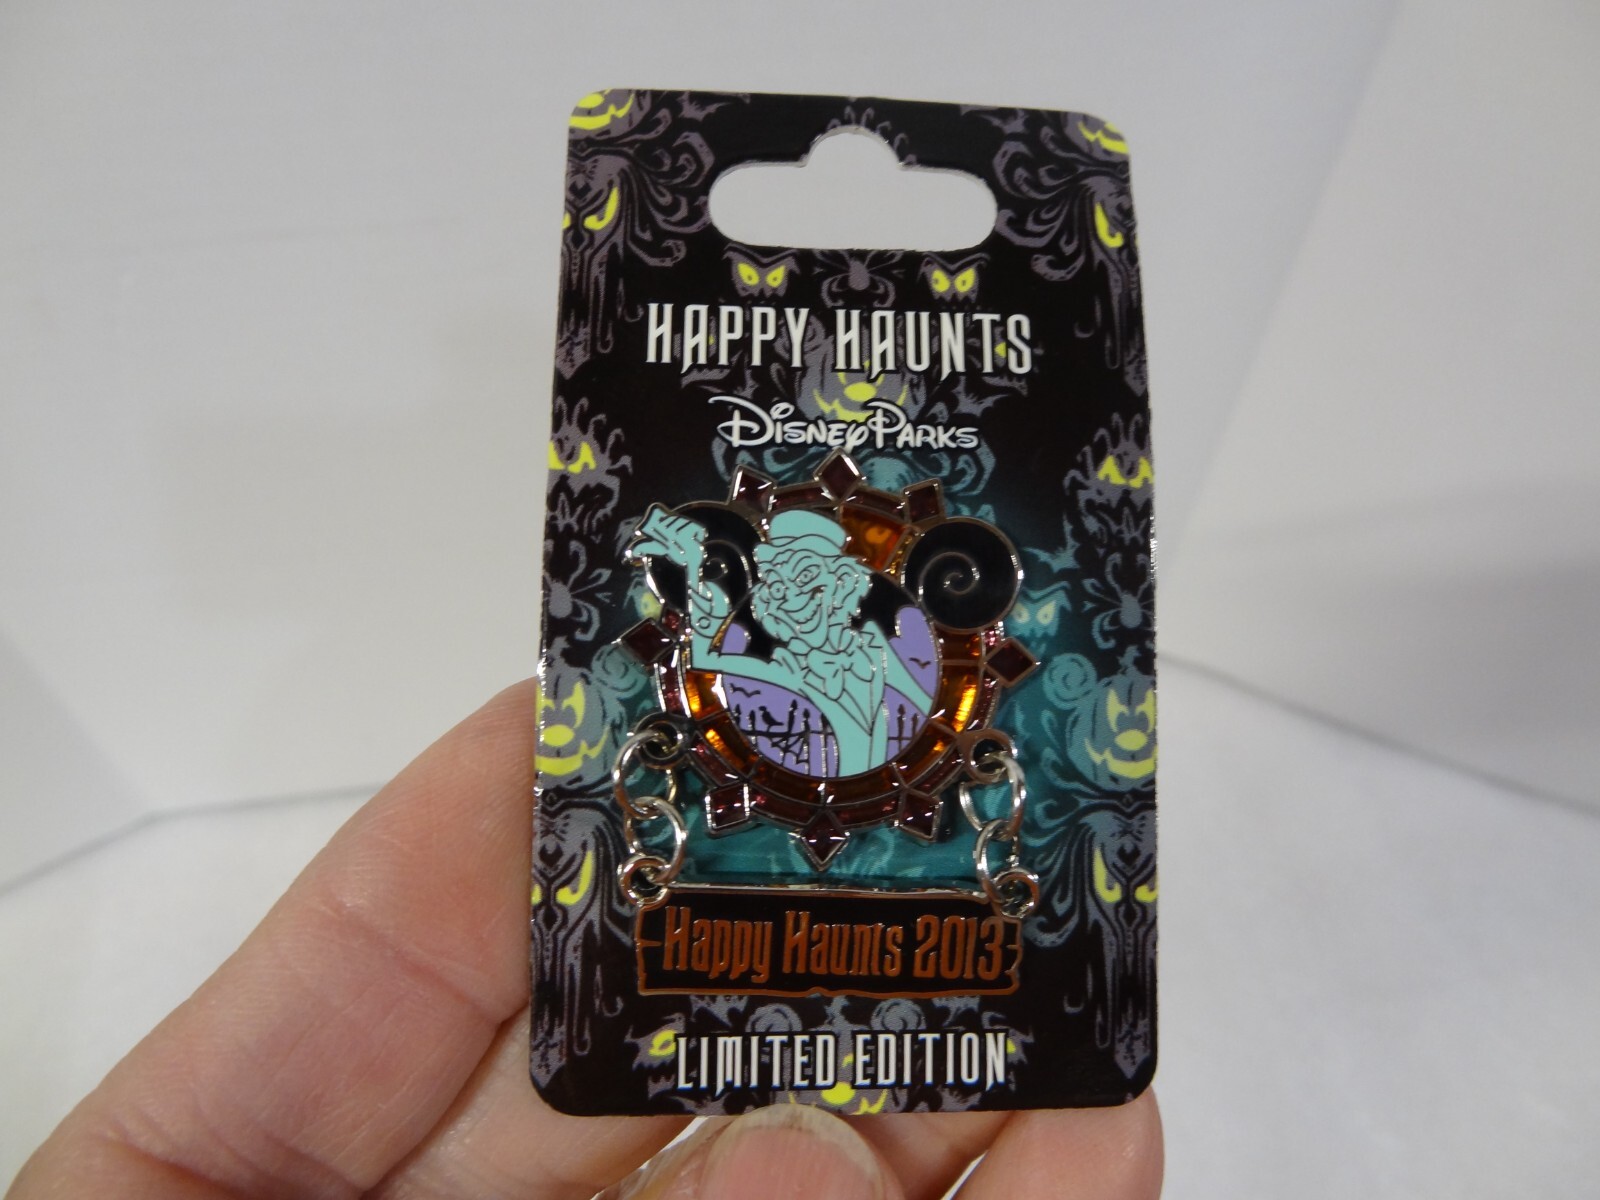 HAPPY HAUNTS
Disney Parks
Happy Haunts 2013
LIMITED EDITION